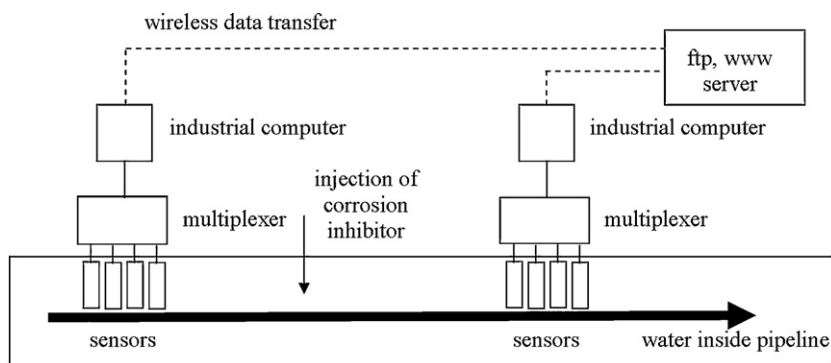 wireless data transfer
ftp, www
server
industrial computer
industrial computer
injection of
corrosion
inhibitor
multiplexer
multiplexer
sensors
sensors
water inside pipeline